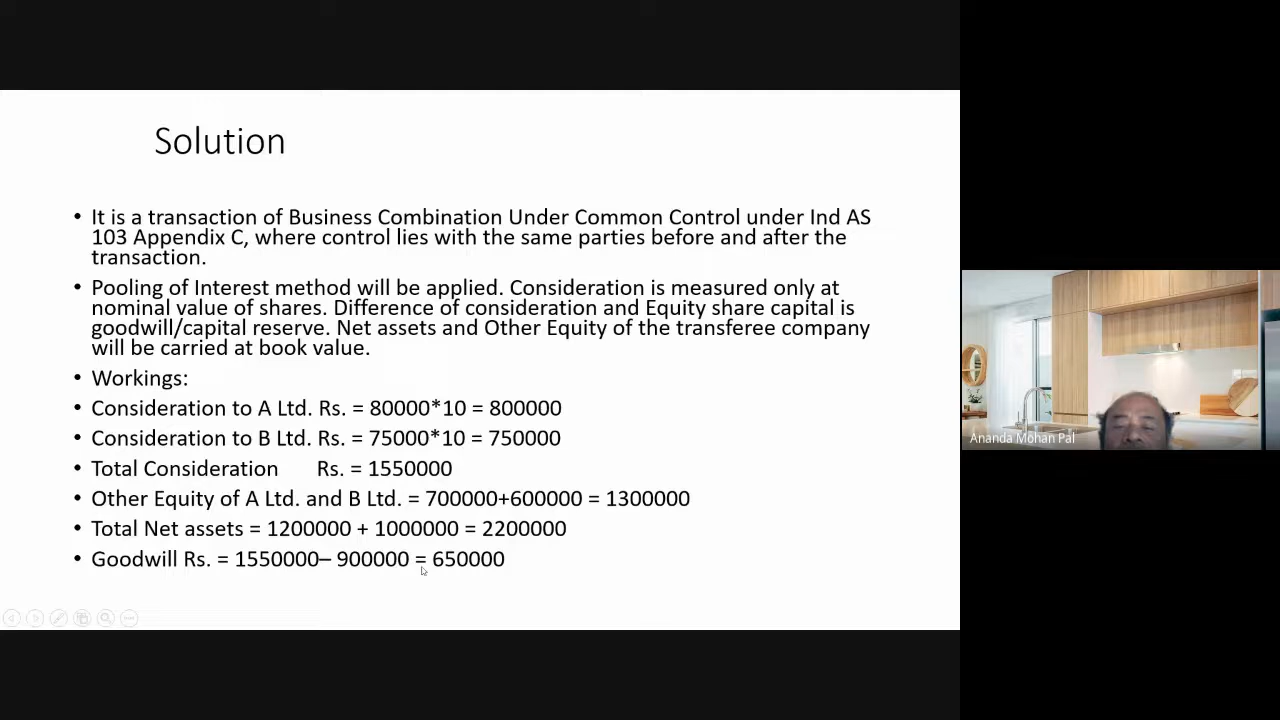 Solution
• It is a transaction of Business Combination Under Common Control under Ind AS
103 Appendix C, where control lies with the same parties before and after the
transaction.
• Pooling of Interest method will be applied. Consideration is measured only at
nominal value of shares. Difference of consideration and Equity share capital is
goodwill/capital reserve. Net assets and Other Equity of the transferee company
will be carried at book value.
• Workings:
• Consideration to A Ltd. Rs. = 80000*10 = 800000
• Consideration to B Ltd. Rs. = 75000*10 = 750000
• Total Consideration Rs. = 1550000
• Other Equity of A Ltd. and B Ltd. = 700000+600000 = 1300000
• Total Net assets = 1200000 + 1000000 = 2200000
• Goodwill Rs. = 1550000– 900000 = 650000
Ananda Mohan Pal